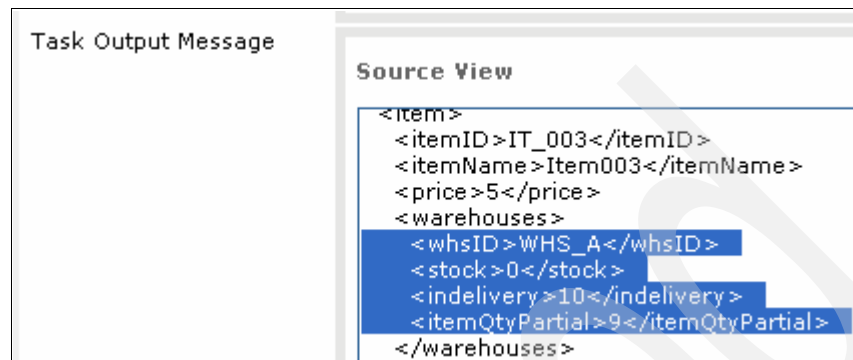 Task Output Message
Source View
<item>
<itemID>IT_003</itemID>
<itemName>Item003</itemName>
<price>5</price>
<warehouses>
<whsID>WHS_A</whsID>
<stock>0</stock>
<indelivery>10</indelivery>
<itemQtyPartial>9</itemQtyPartial>
</warehouses>